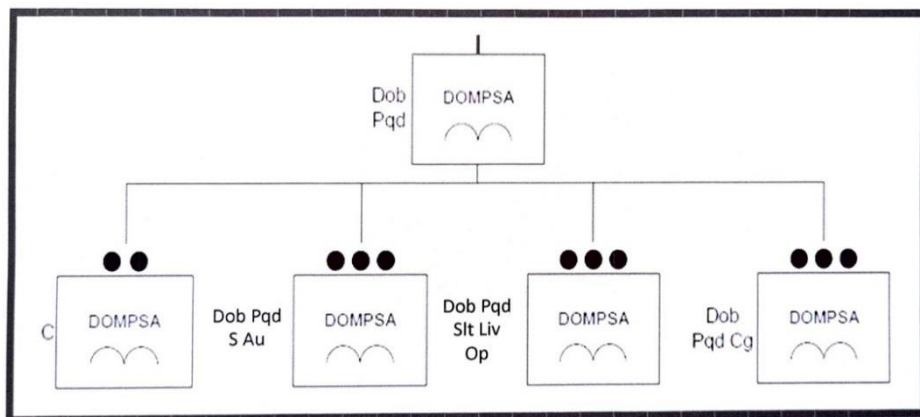 Dob
Pqd
DOMPSA
C
DOMPSA
Dob Pqd
S Au
DOMPSA
Dob Pqd
Slt Liv
Op
DOMPSA
Dob
Pqd Cg
DOMPSA